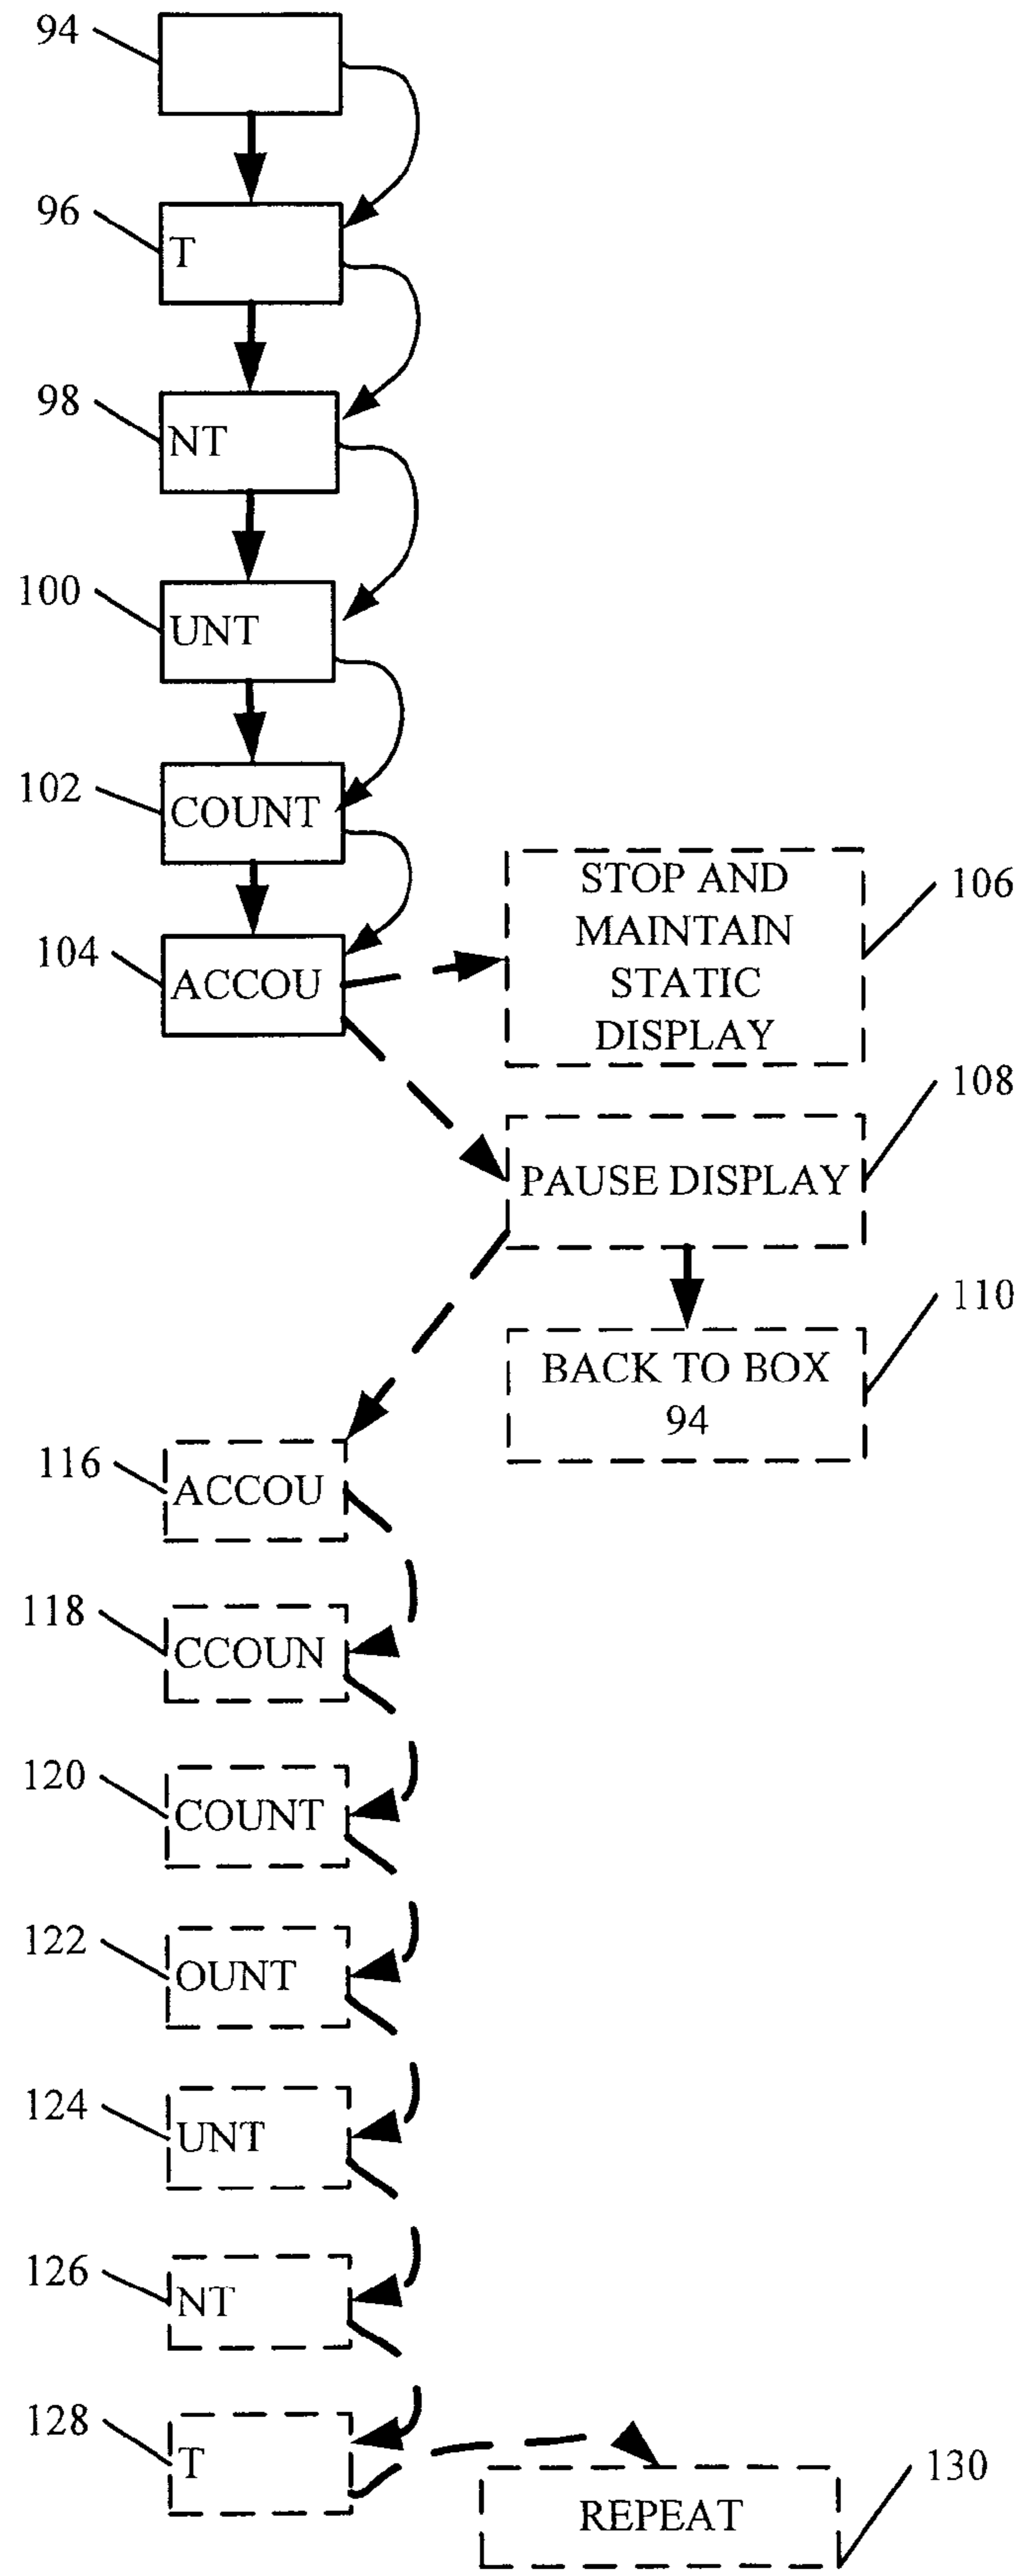 94
96
T
98
NT
100
UNT
102
COUNT
104
ACCOU
STOP AND
MAINTAIN
STATIC
DISPLAY
106
108
PAUSE DISPLAY
110
BACK TO BOX
94
116
ACCOU
118
CCOUN
120
COUNT
122
OUNT
124
UNT
126
NT
128
T
130
REPEAT